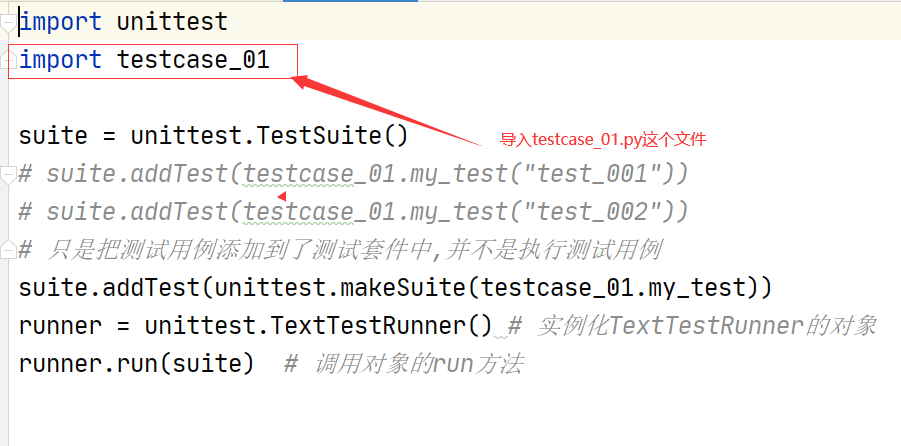 import unittest
import testcase_01
suite = unittest.TestSuite()
导入testcase_01.py这个文件
# suite.addTest(testcase_01.my_test("test_001"))
# suite.addTest(testcase_01.my_test("test_002"))
# 只是把测试用例添加到了测试套件中,并不是执行测试用例
suite.addTest(unittest.makeSuite(testcase_01.my_test))
runner = unittest.TextTestRunner() # 实例化TextTestRunner的对象
runner.run(suite)  # 调用对象的run方法